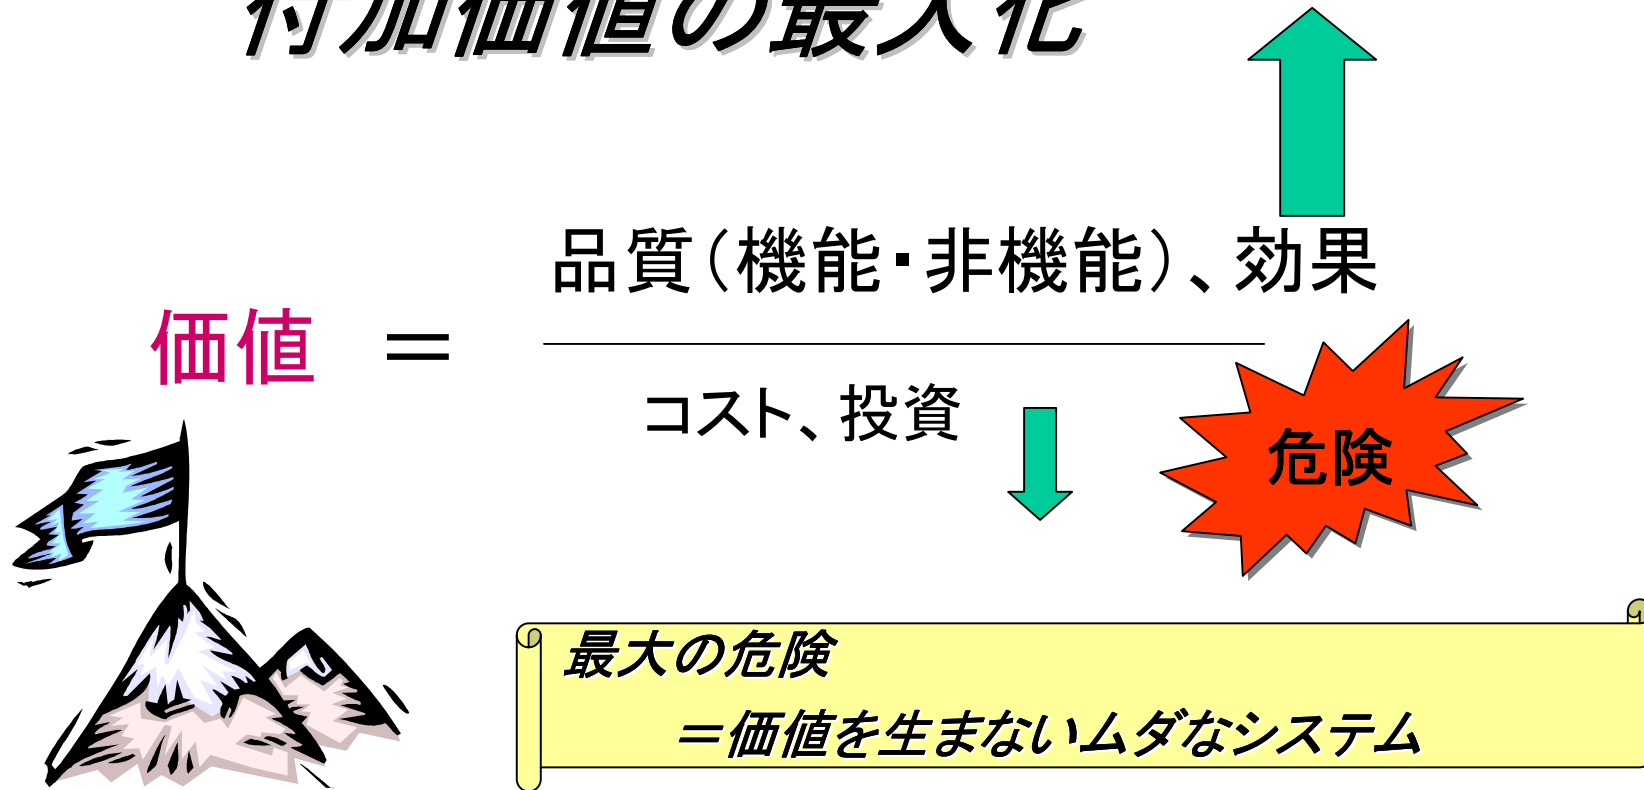 付加価値の最大化
品質(機能・非機能)、効果
価値 =
コスト、投資
危険
最大の危険
=価値を生まないムダなシステム